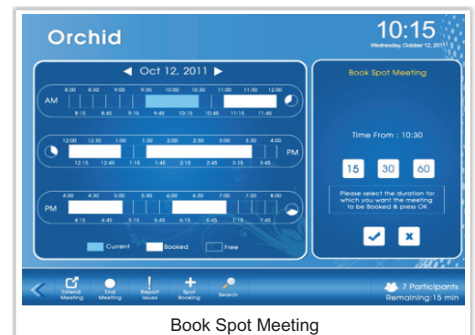 Orchid
10:15
Wednesday, October 12, 2011
Oct 12, 2011
Book Spot Meeting
8:00 8:30 9:00 9:30 10:00 10:30 11:00 11:30 12:00
AM
8:15 8:45 9:15 9:45 10:15 10:45 11:15 11:45
Time From : 10:30
12:00 12:30 1:00 1:30 2:00 2:30 3:00 3:30 4:00
PM
12:15 12:45 1:15 1:45 2:15 2:45 3:15 3:45
15 30 60
Please select the duration for
which you want the meeting
to be Booked & press OK
4:00 4:30 5:00 5:30 6:00 6:30 7:00 7:30 8:00
PM
4:15 4:45 5:15 5:45 6:15 6:45 7:15 7:45
Current Booked Free
Extend
Meeting
End
Meeting
Report
Issues
Spot
Booking
Search
7 Participants
Remaining: 15 min
Book Spot Meeting